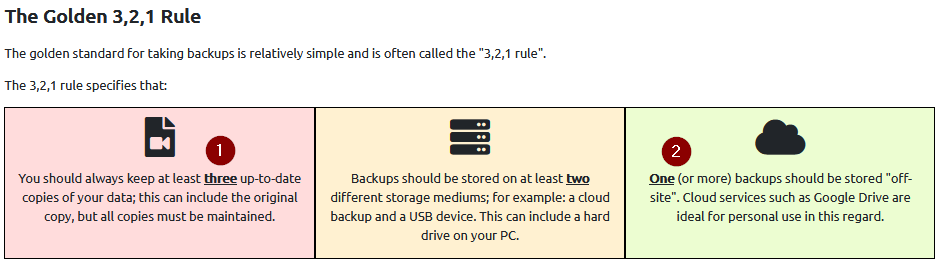 The Golden 3,2,1 Rule
The golden standard for taking backups is relatively simple and is often called the "3,2,1 rule".
The 3,2,1 rule specifies that:
1
You should always keep at least three up-to-date
copies of your data; this can include the original
copy, but all copies must be maintained.
Backups should be stored on at least two
different storage mediums; for example: a cloud
backup and a USB device. This can include a hard
drive on your PC.
2
One (or more) backups should be stored "off-
site". Cloud services such as Google Drive are
ideal for personal use in this regard.